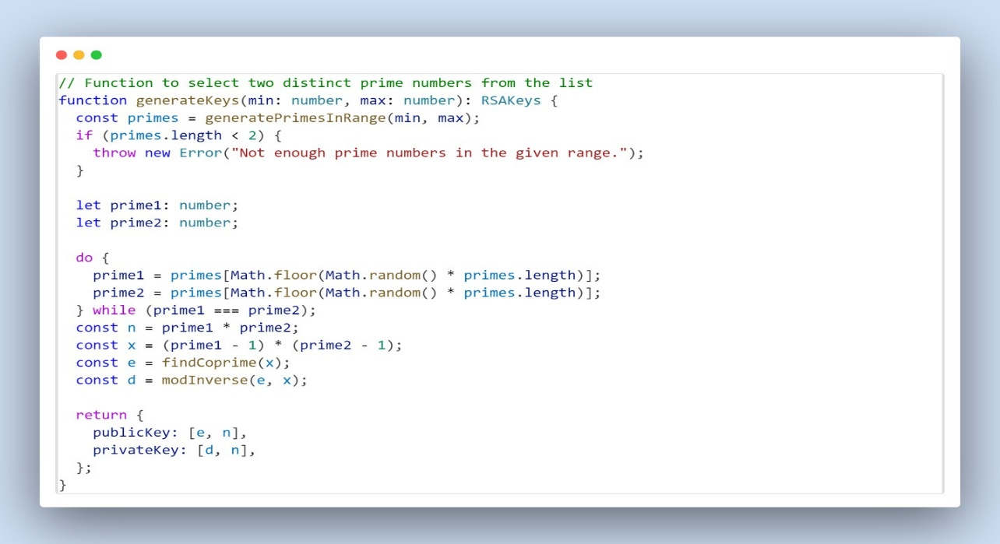 // Function to select two distinct prime numbers from the list
function generateKeys(min: number, max: number): RSAKeys {
  const primes = generatePrimesInRange(min, max);
  if (primes.length < 2) {
    throw new Error("Not enough prime numbers in the given range.");
  }

  let prime1: number;
  let prime2: number;

  do {
    prime1 = primes[Math.floor(Math.random() * primes.length)];
    prime2 = primes[Math.floor(Math.random() * primes.length)];
  } while (prime1 === prime2);
  const n = prime1 * prime2;
  const x = (prime1 - 1) * (prime2 - 1);
  const e = findCoprime(x);
  const d = modInverse(e, x);

  return {
    publicKey: [e, n],
    privateKey: [d, n],
  };
}